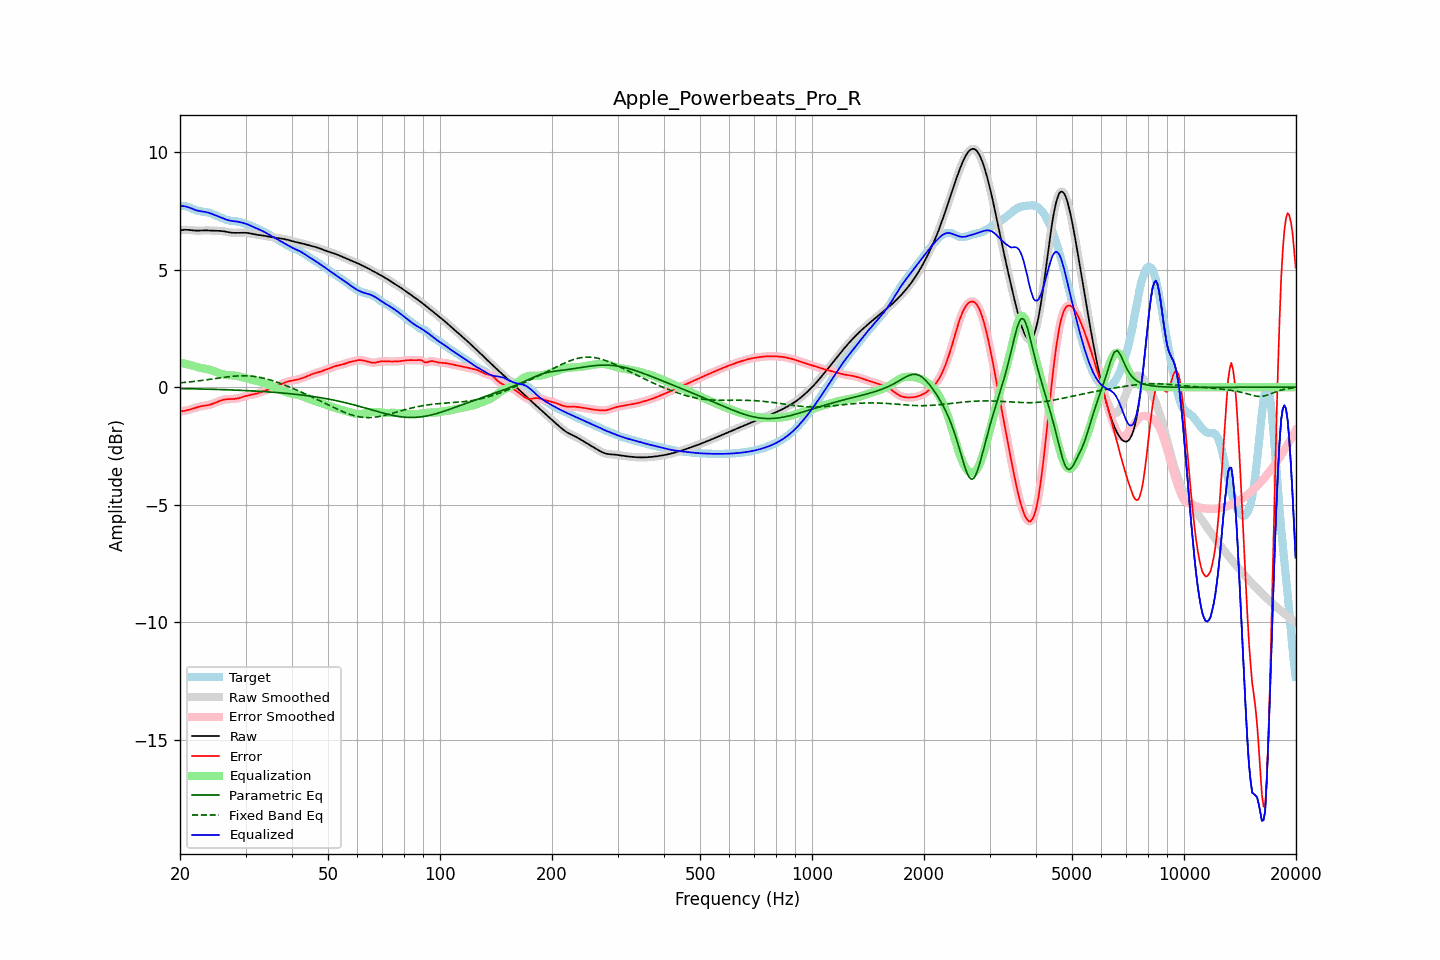 Apple_Powerbeats_Pro_R
10
5
0
−5
−10
−15
Amplitude (dBr)
Target
Raw Smoothed
Error Smoothed
Raw
Error
Equalization
Parametric Eq
Fixed Band Eq
Equalized
20 50 100 200 500 1000 2000 5000 10000 20000
Frequency (Hz)